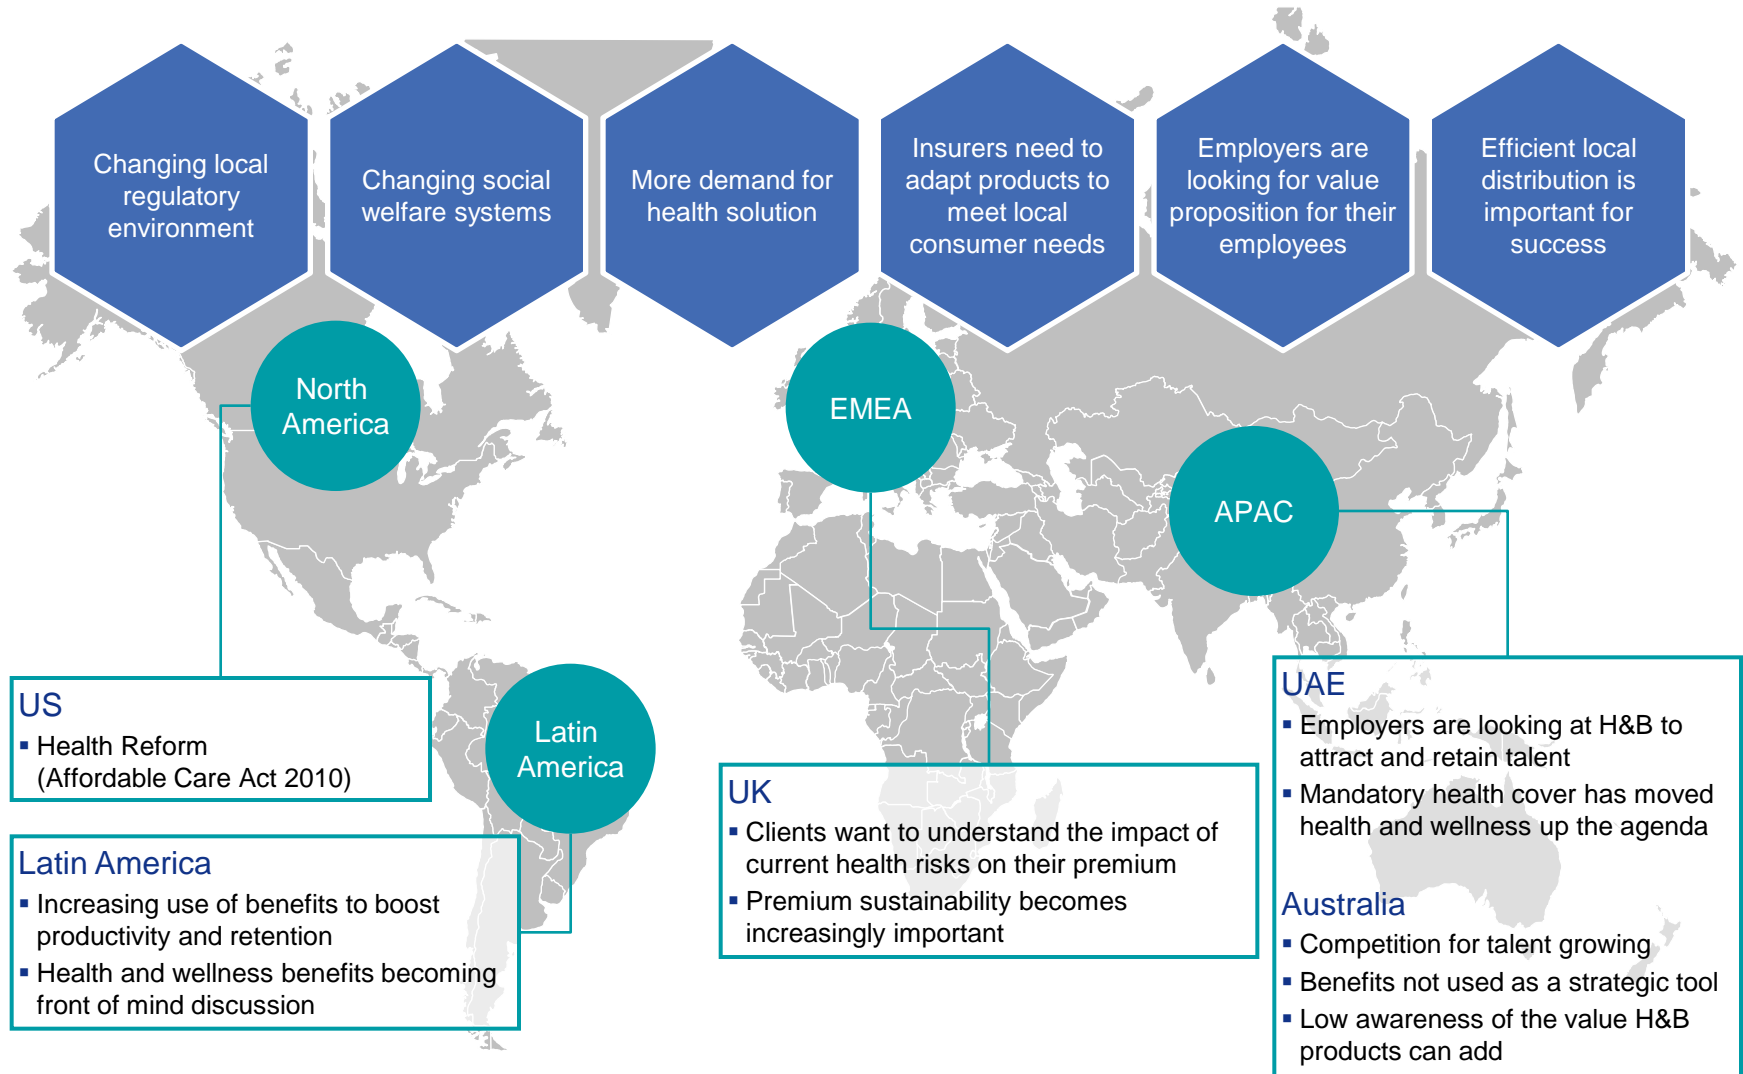 Changing local
regulatory
environment
Changing social
welfare systems
More demand for
health solution
Insurers need to
adapt products to
meet local
consumer needs
Employers are
looking for value
proposition for their
employees
Efficient local
distribution is
important for
success
North
America
EMEA
APAC
Latin
America
US
▪ Health Reform
(Affordable Care Act 2010)
Latin America
▪ Increasing use of benefits to boost
productivity and retention
▪ Health and wellness benefits becoming
front of mind discussion
UK
▪ Clients want to understand the impact of
current health risks on their premium
▪ Premium sustainability becomes
increasingly important
UAE
▪ Employers are looking at H&B to
attract and retain talent
▪ Mandatory health cover has moved
health and wellness up the agenda
Australia
▪ Competition for talent growing
▪ Benefits not used as a strategic tool
▪ Low awareness of the value H&B
products can add